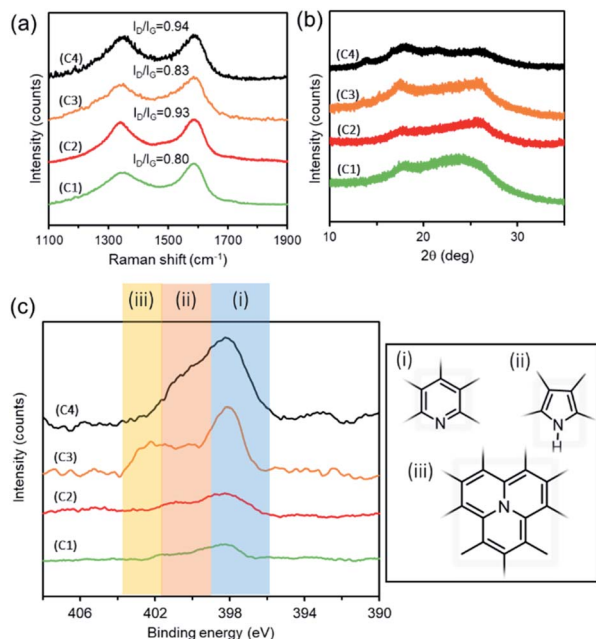 (a)
(C4)
I_D/I_G=0.94
(C3)
I_D/I_G=0.83
(C2)
I_D/I_G=0.93
(C1)
I_D/I_G=0.80
Intensity (counts)
1100 1300 1500 1700 1900
Raman shift (cm⁻¹)
(b)
(C4)
(C3)
(C2)
(C1)
Intensity (counts)
10 20 30
2θ (deg)
(c)
(iii) (ii) (i)
(C4)
(C3)
(C2)
(C1)
Intensity (counts)
406 402 398 394 390
Binding energy (eV)
(i) (ii)
N N
H
(iii)
N